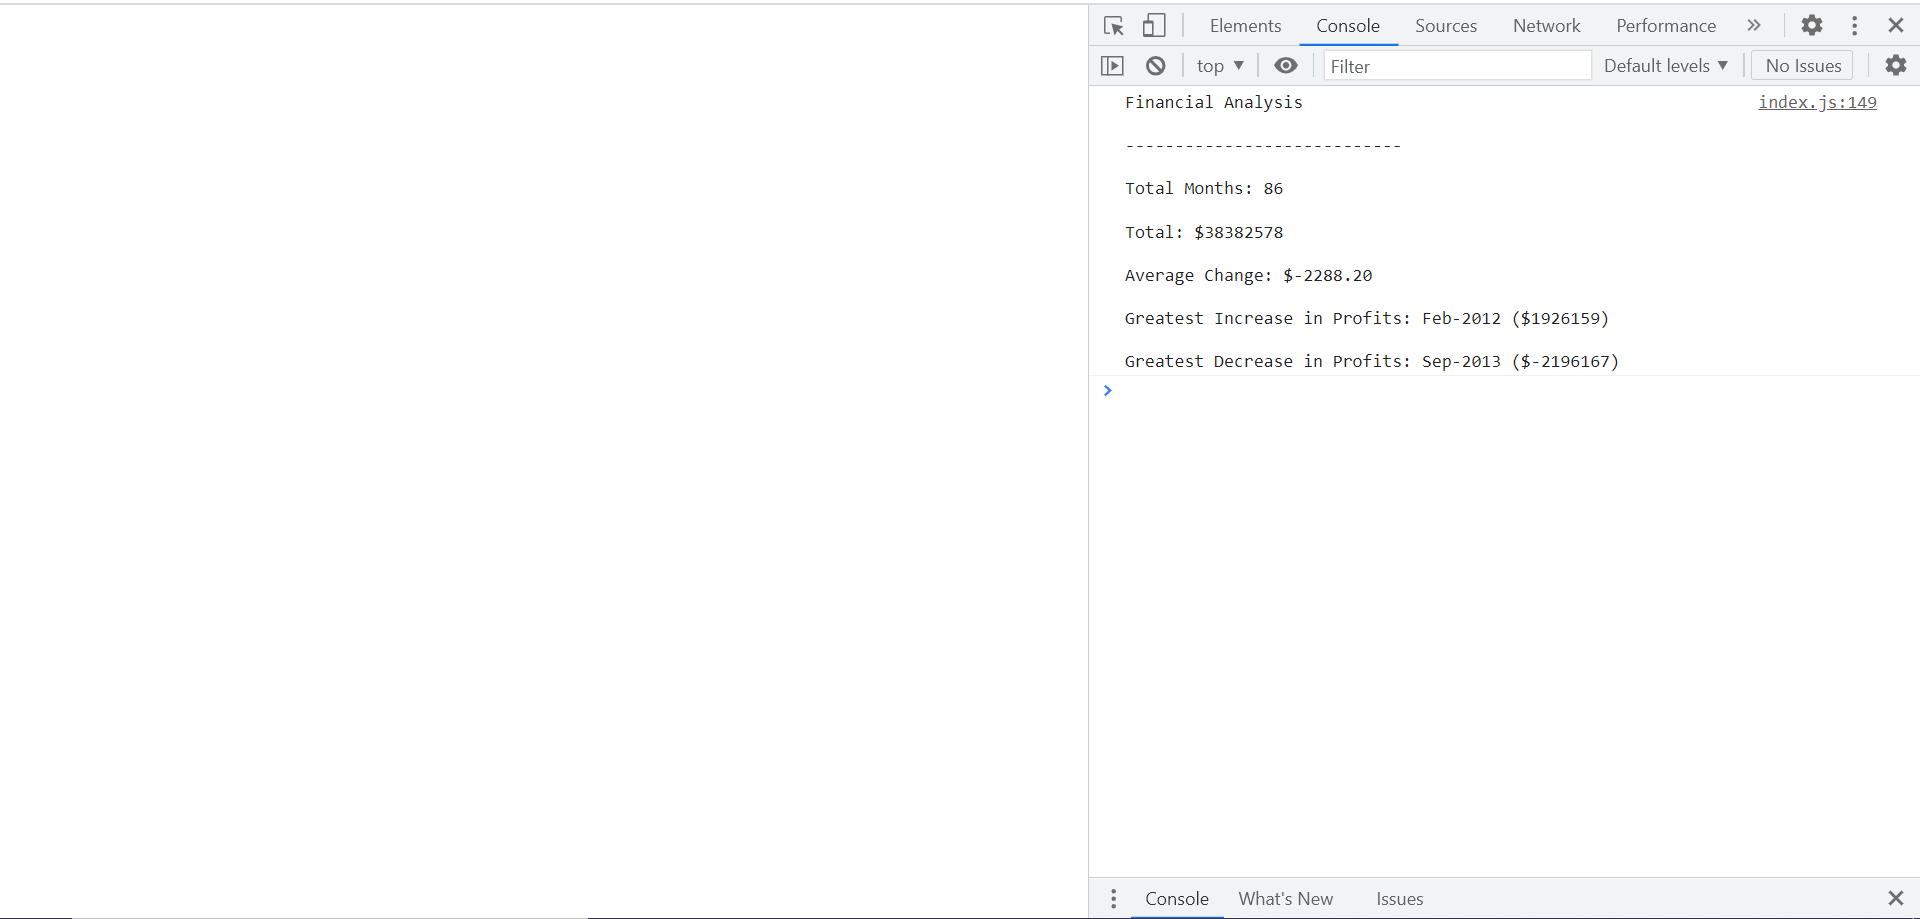 Elements Console Sources Network Performance
top Filter Default levels No Issues
Financial Analysis index.js:149
----------------------------
Total Months: 86
Total: $38382578
Average Change: $-2288.20
Greatest Increase in Profits: Feb-2012 ($1926159)
Greatest Decrease in Profits: Sep-2013 ($-2196167)
Console What's New Issues